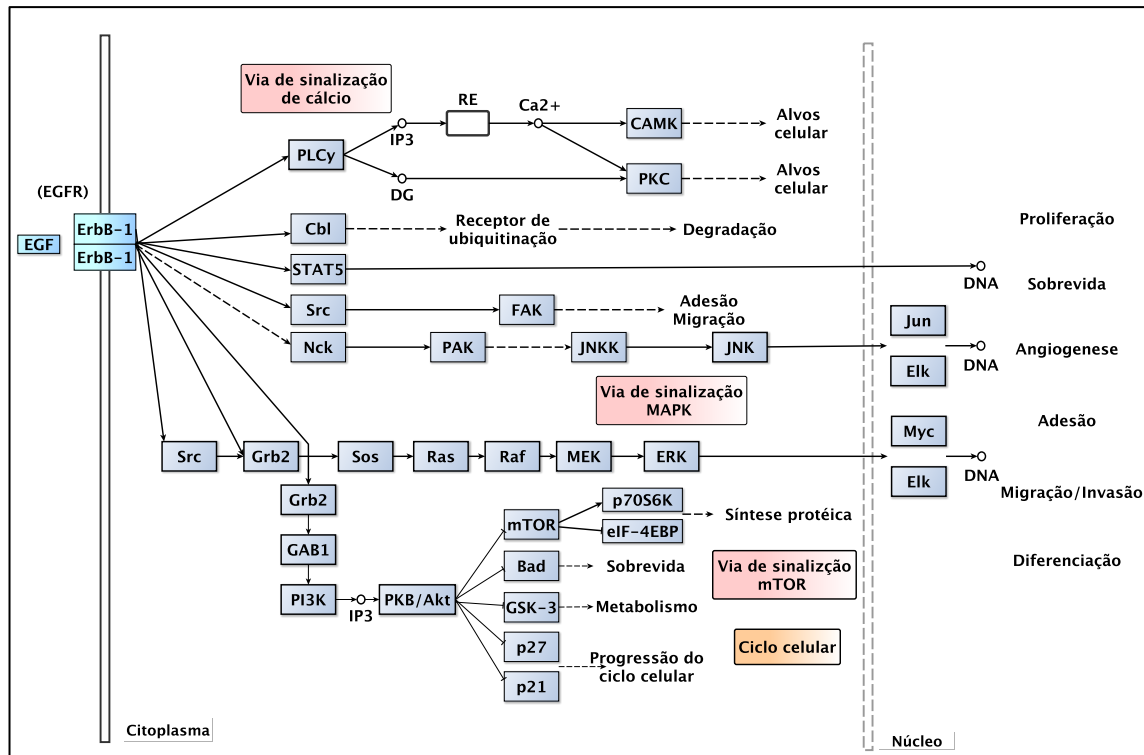 Via de sinalização
de cálcio
RE
Ca2+
IP3
CAMK
Alvos
celular
PLCy
DG
PKC
Alvos
celular
(EGFR)
EGF
ErbB-1
ErbB-1
Cbl
Receptor de
ubiquitinação
Degradação
Proliferação
STAT5
DNA
Sobrevida
Src
FAK
Adesão
Migração
Jun
Nck
PAK
JNKK
JNK
Elk
DNA
Angiogenese
Via de sinalização
MAPK
Adesão
Myc
Src
Grb2
Sos
Ras
Raf
MEK
ERK
Elk
DNA
Migração/Invasão
Grb2
mTOR
p70S6K
eIF-4EBP
Síntese protéica
GAB1
Bad
Sobrevida
Via de sinalizção
mTOR
Diferenciação
PI3K
IP3
PKB/Akt
GSK-3
Metabolismo
p27
p21
Progressão do
ciclo celular
Ciclo celular
Citoplasma
Núcleo